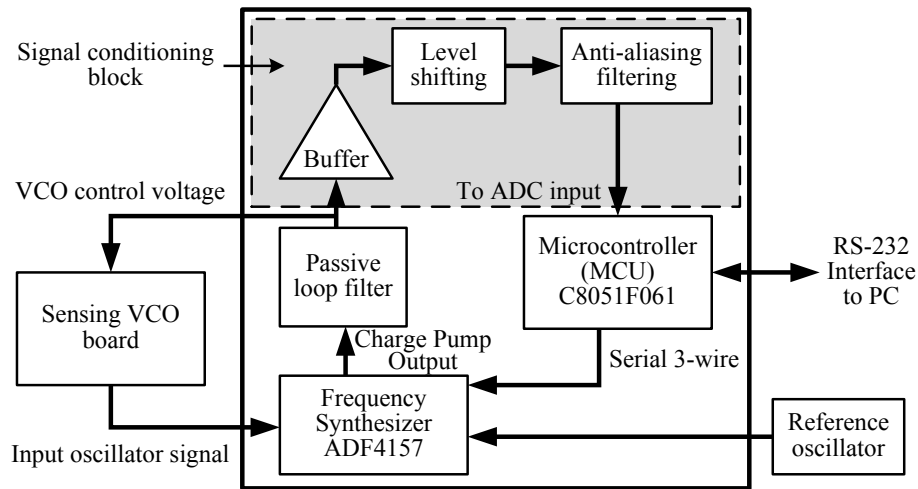 Signal conditioning
block
Level
shifting
Anti-aliasing
filtering
Buffer
To ADC input
VCO control voltage
Passive
loop filter
Microcontroller
(MCU)
C8051F061
RS-232
Interface
to PC
Sensing VCO
board
Charge Pump
Output
Serial 3-wire
Frequency
Synthesizer
ADF4157
Reference
oscillator
Input oscillator signal